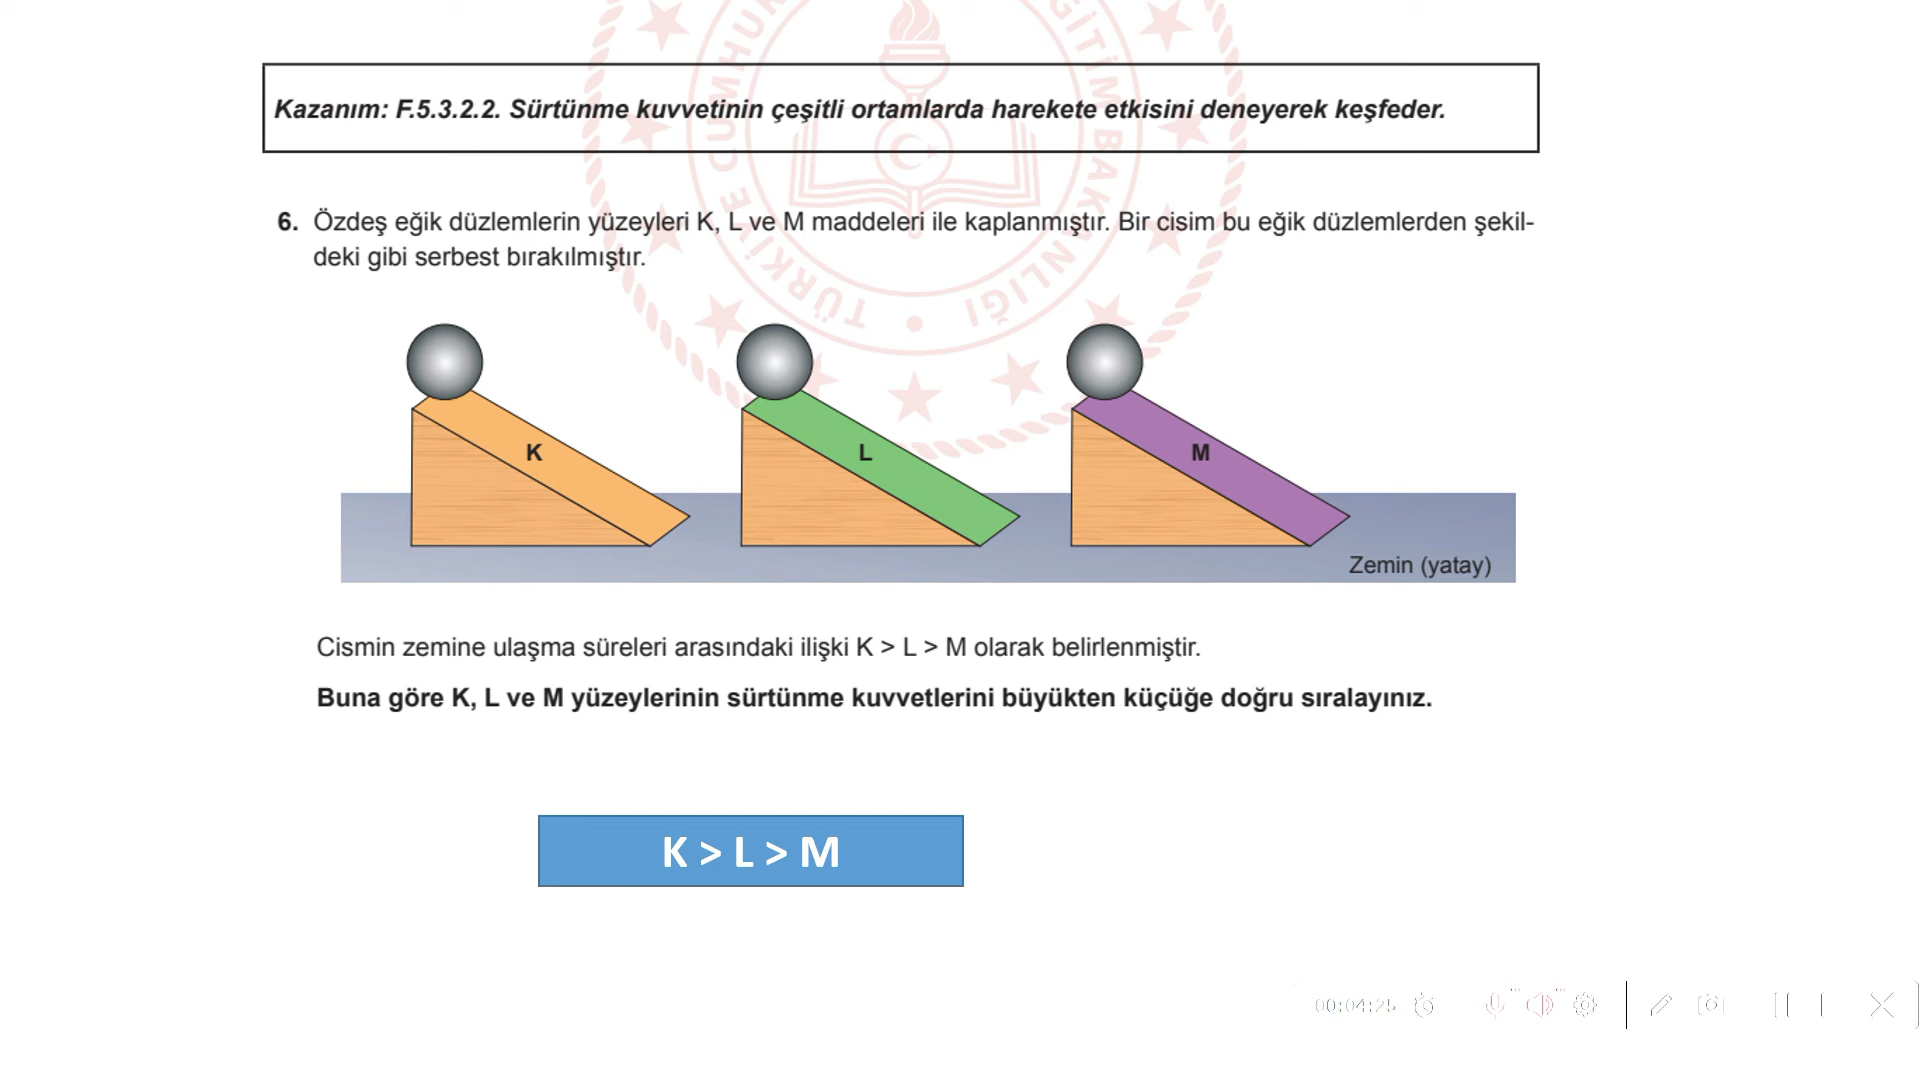 Kazanım: F.5.3.2.2. Sürtünme kuvvetinin çeşitli ortamlarda harekete etkisini deneyerek keşfeder.
6. Özdeş eğik düzlemlerin yüzeyleri K, L ve M maddeleri ile kaplanmıştır. Bir cisim bu eğik düzlemlerden şekil-
deki gibi serbest bırakılmıştır.
K
L
M
Zemin (yatay)
Cismin zemine ulaşma süreleri arasındaki ilişki K > L > M olarak belirlenmiştir.
Buna göre K, L ve M yüzeylerinin sürtünme kuvvetlerini büyükten küçüğe doğru sıralayınız.
K > L > M
00:04:25